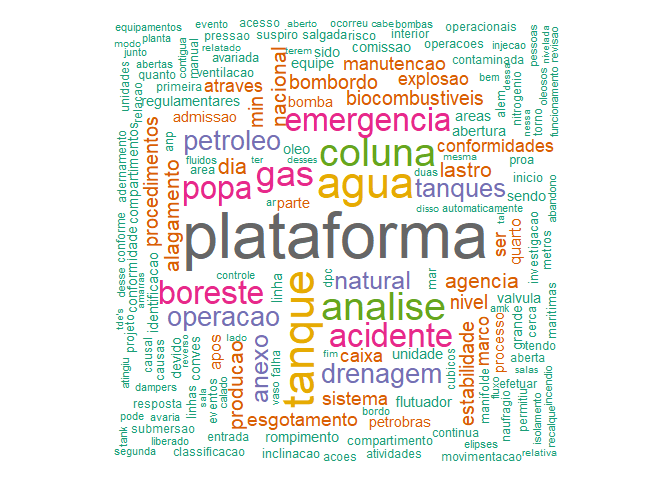 equipamentos
evento
acesso
aberto
ocorreu
cabe
bombas
planta
pressao
suspiro
salgada
risco
interior
operacionais
modo
relatado
terem
sido
comissao
operacoes
injecao
junto
avariada
equipe
manutencao
contaminada
pessoas
nivelada
revisao
abertas
manual
contigua
nacional
explosao
bem
dessa
oleosos
funcionamento
quanto
ventilacao
atraves
bombordo
alem
nitrogenio
unidades
primeira
min
bomba
biocombustiveis
areas
torno
nessa
relaçao
regulamentares
admissao
emergencia
abertura
compartimentos
procedimentos
anp
petroleo
oleo
coluna
conformidades
adernamento
fluidos
ter
desses
mesma
proa
area
dia
gas
agua
duas
lastro
inicio
popa
tanques
sendo
abandono
alagamento
ar
parte
disso
automaticamente
tal
plataforma
ser
quarto
investigacao
metros
conformidade
conforme
desse
amarras
identificacao
controle
dpc
mar
natural
agencia
valvula
maritimas
boreste
linha
tanque
analise
nivel
cerca
amk
grande
tendo
tde's
projeto
operacao
acidente
marco
processo
aberta
causal
causas
devido
reverso
lado
anexo
vaso
falha
fim
caixa
unidade
cubicos
estabilidade
manifolde
fluxo
salas
atingiu
dampers
conves
apos
drenagem
efetuar
incendio
resposta
linhas
sala
eventos
calado
producao
sistema
flutuador
naufragio
permitiu
isolamento
recalque
pode
avaria
bordo
tank
submersao
esgotamento
petrobras
continua
liberado
entrada
rompimento
compartimento
elipses
segunda
classificacao
inclinacao
acoes
atividades
movimentacao
relativa